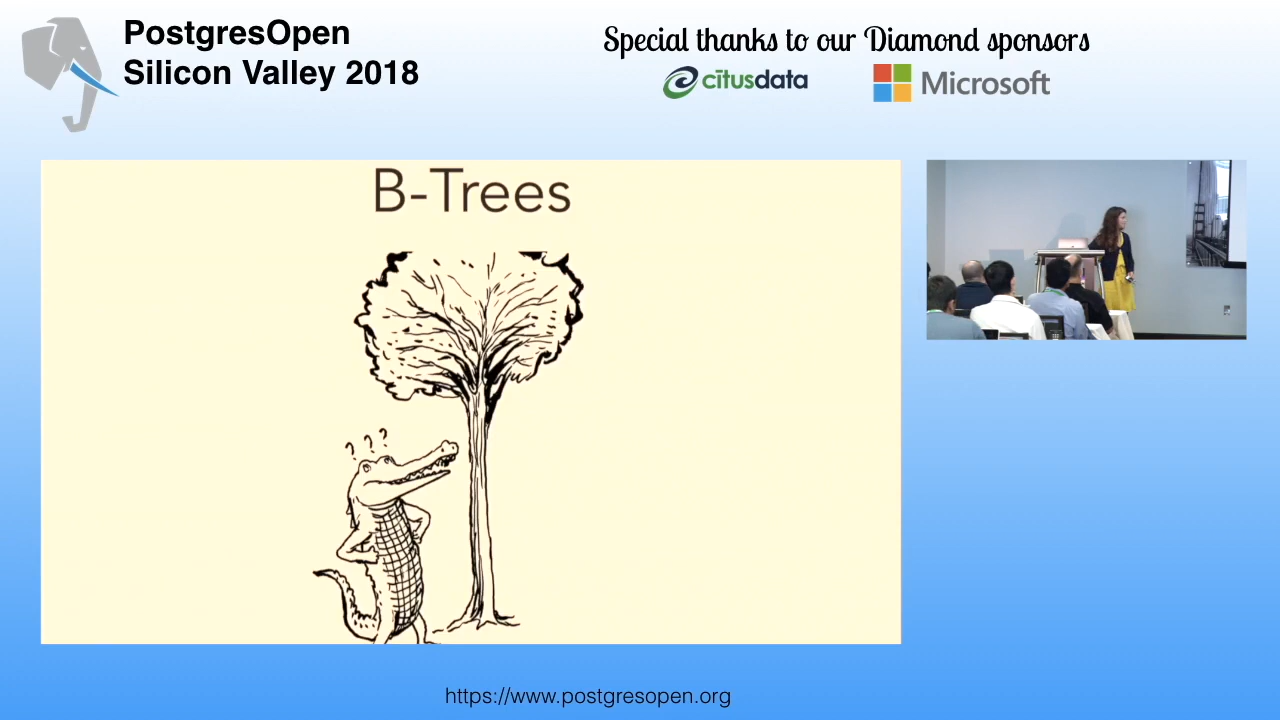 PostgresOpen
Silicon Valley 2018
Special thanks to our Diamond sponsors
citusdata
Microsoft
B-Trees
? ? ?
https://www.postgresopen.org